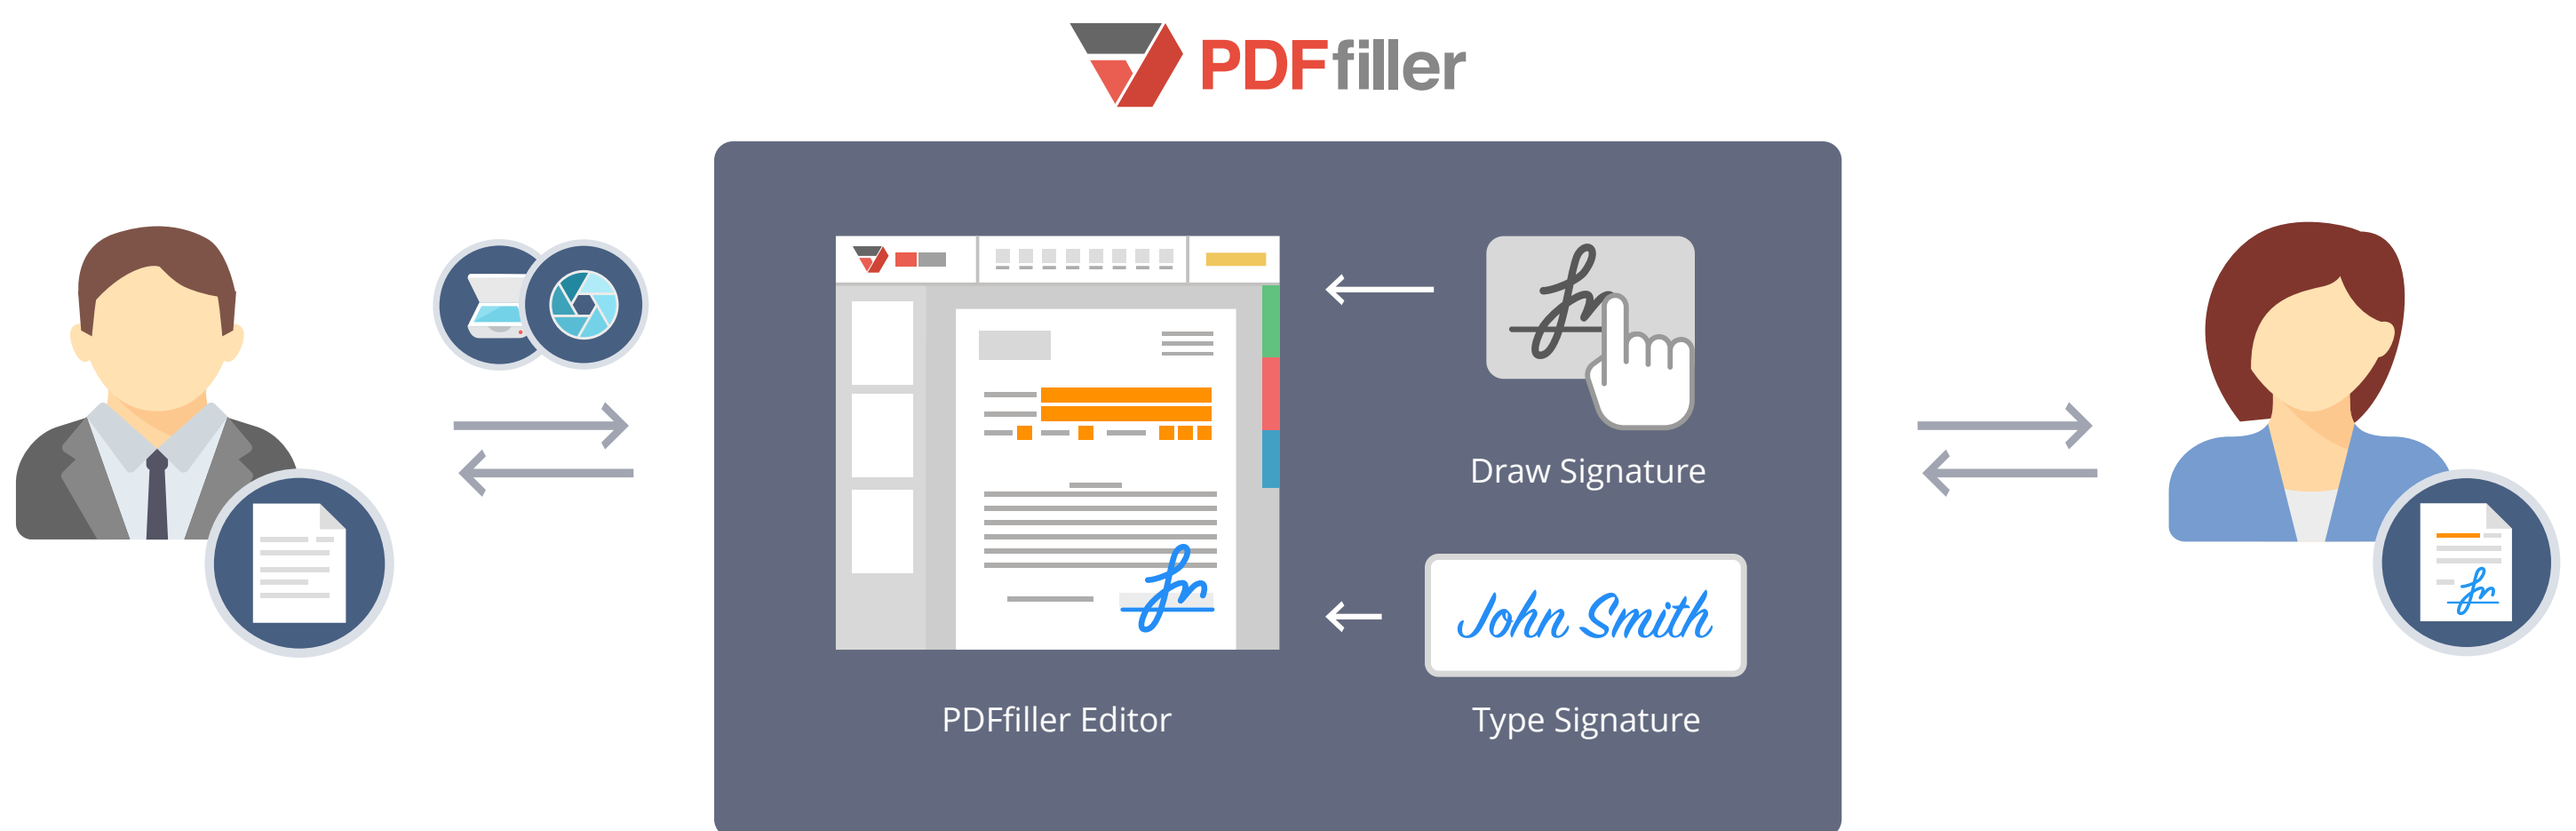 PDFfiller
Draw Signature
John Smith
PDFfiller Editor
Type Signature